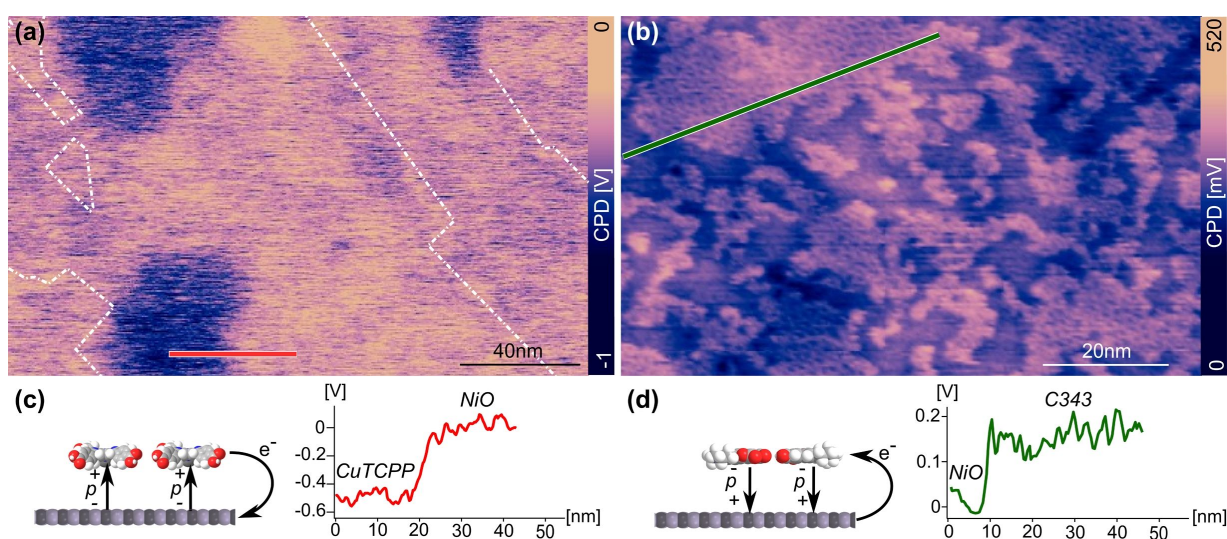 (a)
0
CPD [V]
-1
40nm
(b)
520
CPD [mV]
0
20nm
(c)
e-
+
p
-
+
p
-
[V]
NiO
0
-0.2
CuTCPP
-0.4
-0.6
0 10 20 30 40 50
[nm]
(d)
e-
-
p
+
-
p
+
[V]
C343
0.2
0.1
NiO
0
0 10 20 30 40 50
[nm]